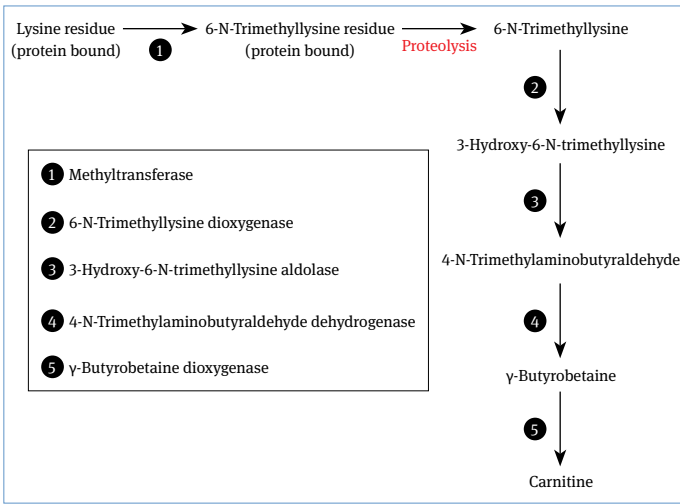 Lysine residue
(protein bound)
1
6-N-Trimethyllysine residue
(protein bound)
Proteolysis
6-N-Trimethyllysine
2
3-Hydroxy-6-N-trimethyllysine
3
4-N-Trimethylaminobutyraldehyde
4
γ-Butyrobetaine
5
Carnitine
1 Methyltransferase
2 6-N-Trimethyllysine dioxygenase
3 3-Hydroxy-6-N-trimethyllysine aldolase
4 4-N-Trimethylaminobutyraldehyde dehydrogenase
5 γ-Butyrobetaine dioxygenase